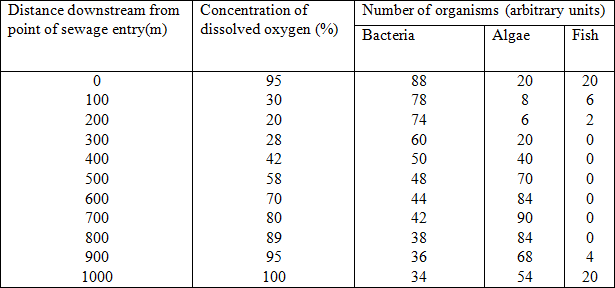 Distance downstream from Concentration of Number of organisms (arbitrary units)
point of sewage entry(m) dissolved oxygen (%) Bacteria Algae Fish
0 95 88 20 20
100 30 78 8 6
200 20 74 6 2
300 28 60 20 0
400 42 50 40 0
500 58 48 70 0
600 70 44 84 0
700 80 42 90 0
800 89 38 84 0
900 95 36 68 4
1000 100 34 54 20